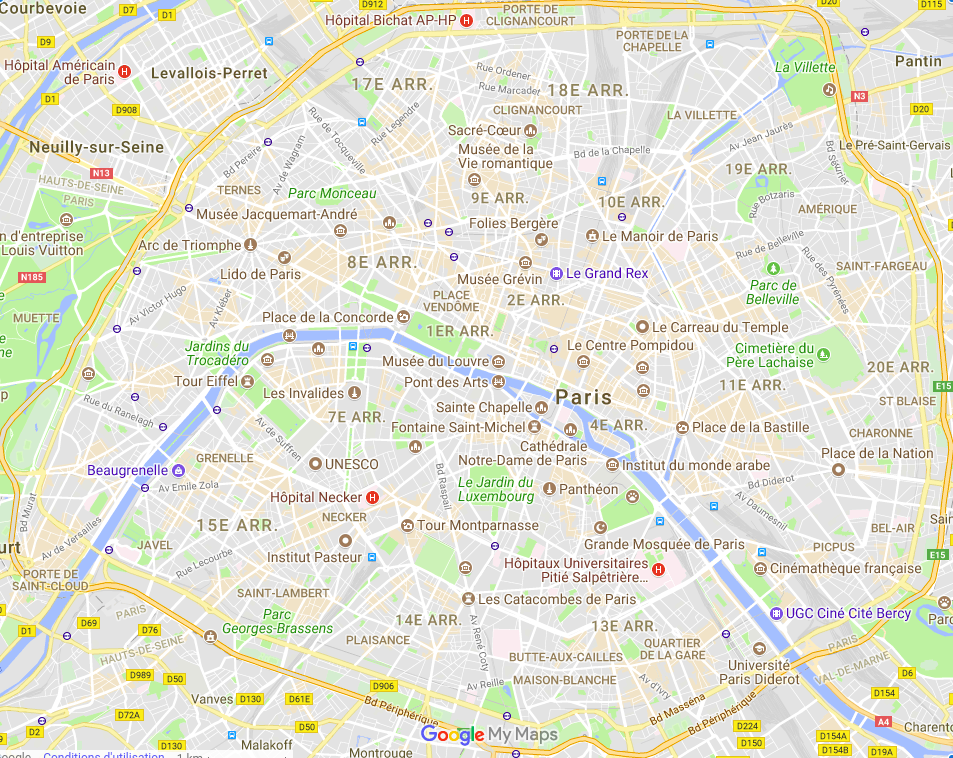 Courbevoie
D1
D912
Hôpital Bichat AP-HP
PORTE DE
CLIGNANCOURT
D20
D115
D9
PORTE DE LA
CHAPELLE
Hôpital Américain
de Paris
Levallois-Perret
La Villette
Pantin
Rue Ordener
17E ARR.
Rue Marcadet
18E ARR.
D1
D908
N3
D20
CLIGNANCOURT
LA VILLETTE
Rue de Tocqueville
Rue Legendre
Sacré-Cœur
Av Jean Jaurès
Neuilly-sur-Seine
Bd Pereire
Av de Wagram
Musée de la
Vie romantique
Bd de la Chapelle
Le Pré-Saint-Gervais
Bd Sérurier
N13
HAUTS-DE-SEINE
PARIS
TERNES
Parc Monceau
9E ARR.
10E ARR.
19E ARR.
Rue Botzaris
AMÉRIQUE
Musée Jacquemart-André
Folies Bergère
n d'entreprise
Louis Vuitton
Arc de Triomphe
Le Manoir de Paris
Rue de Belleville
Rue des Pyrénées
Lido de Paris
8E ARR.
Musée Grévin
Le Grand Rex
SAINT-FARGEAU
N185
Parc de
Belleville
MUETTE
Av Victor Hugo
Av Kléber
PLACE
VENDÔME
2E ARR.
Place de la Concorde
1ER ARR.
Le Carreau du Temple
Jardins du
Trocadéro
Le Centre Pompidou
Cimetière du
Père Lachaise
Musée du Louvre
20E ARR.
Tour Eiffel
Pont des Arts
11E ARR.
E15
Les Invalides
Paris
ST BLAISE
Rue du Ranelagh
7E ARR.
Sainte Chapelle
Fontaine Saint-Michel
4E ARR.
Place de la Bastille
CHARONNE
Av de Suffren
Cathédrale
Notre-Dame de Paris
Place de la Nation
GRENELLE
UNESCO
Beaugrenelle
Institut du monde arabe
Bd Raspail
Le Jardin du
Luxembourg
Panthéon
Bd Diderot
Av Emile Zola
Hôpital Necker
Av Daumesnil
Bd Murat
NECKER
15E ARR.
Tour Montparnasse
BEL-AIR
Sain
Av de Versailles
JAVEL
Grande Mosquée de Paris
PICPUS
ourt
Rue Lecourbe
Institut Pasteur
E15
PORTE DE
SAINT-CLOUD
Hôpitaux Universitaires
Pitié Salpêtrière...
Cinémathèque française
SAINT-LAMBERT
Les Catacombes de Paris
UGC Ciné Cité Bercy
PARIS
D69
Parc
Georges-Brassens
14E ARR.
13E ARR.
Parc
D1
D76
HAUTS-DE-SEINE
PLAISANCE
Av René Coty
QUARTIER
DE LA GARE
PARIS
VAL-DE-MARNE
BUTTE-AUX-CAILLES
Université
Paris Diderot
D989
D50
Av Reille
MAISON-BLANCHE
D6
D906
Av d'Ivry
D154
Vanves
D130
D61E
Bd Périphérique
Bd Masséna
Bd Périphérique
D72A
D50
D224
A4
Charento
D2
Google My Maps
D154A
D130
Malakoff
D150
D154B
D19A
Montrouge
oogle
Conditions d'utilisation
1 km